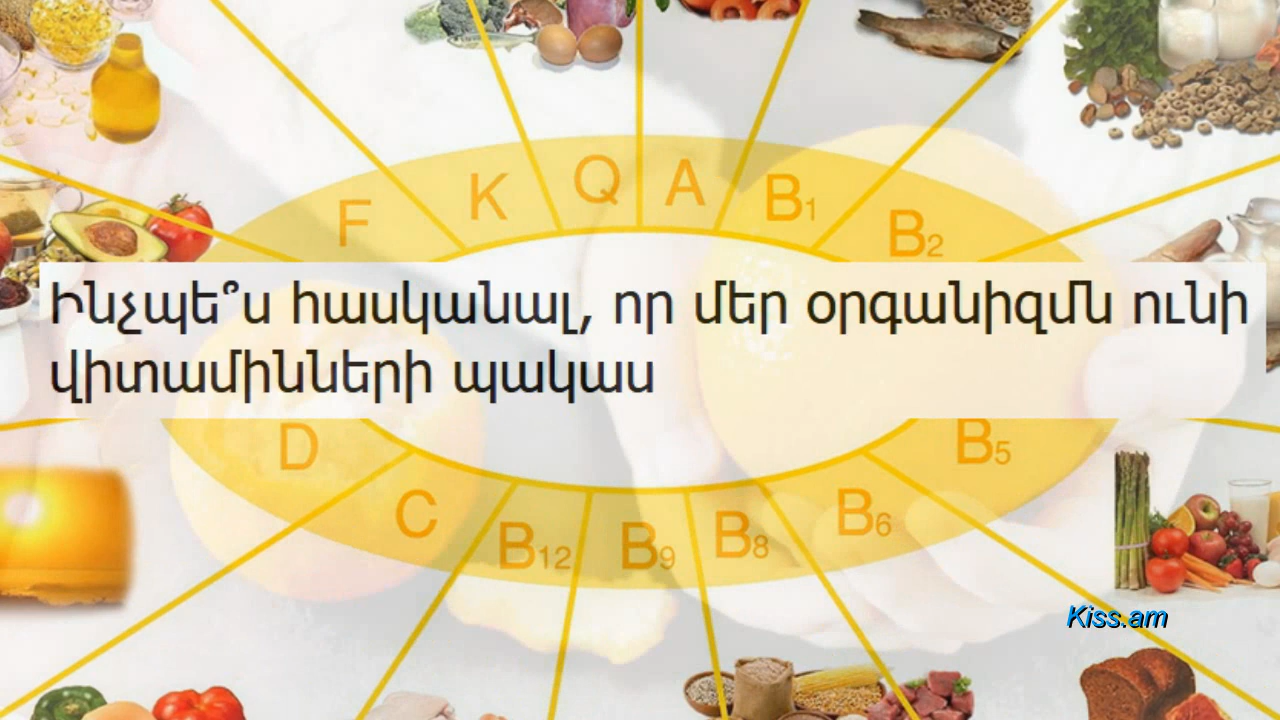 F K Q A B1 B2
Ինչպե՞ս հասկանալ, որ մեր օրգանիզմն ունի
վիտամինների պակաս
D C B12 B9 B8 B6 B5
Kiss.am